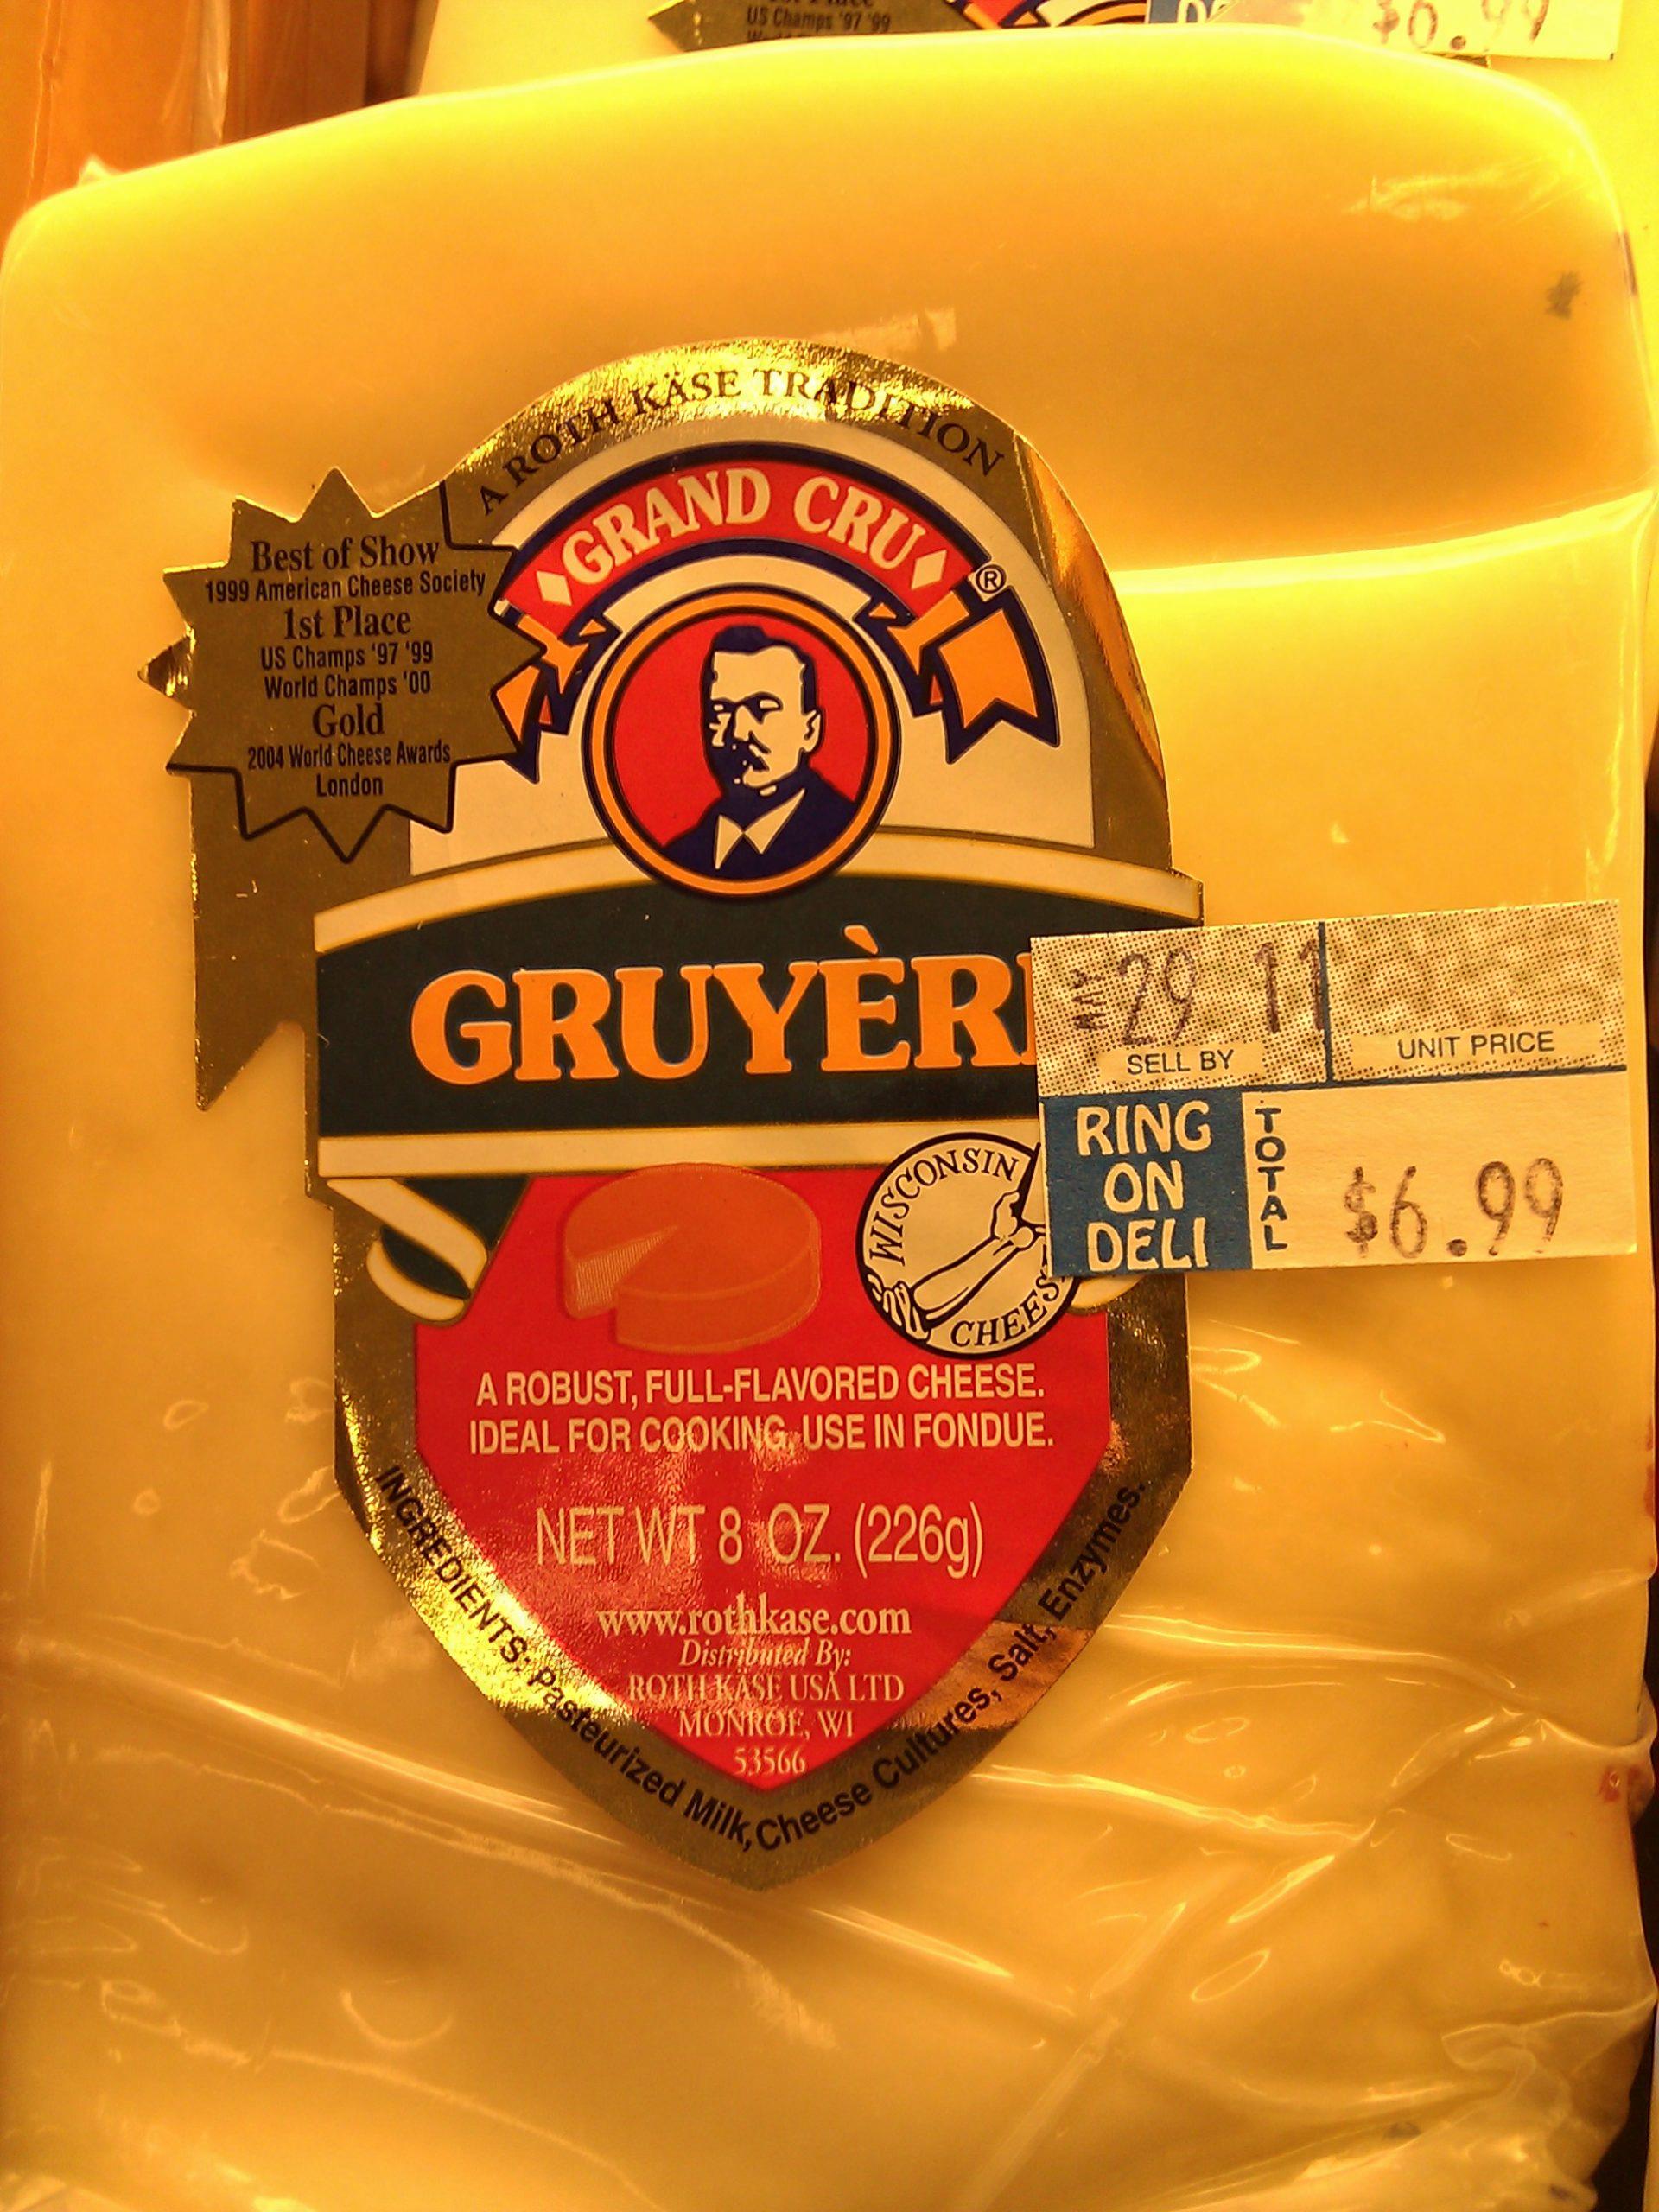 US Champs '97 '99
$6.99
A ROTH KÄSE TRADITION
GRAND CRU
®
Best of Show
1999 American Cheese Society
1st Place
US Champs '97 '99
World Champs '00
Gold
2004 World Cheese Awards
London
GRUYÈR
MAY 29 11
SELL BY
UNIT PRICE
RING
ON
DELI
TOTAL
$6.99
WISCONSIN
CHEES
A ROBUST, FULL-FLAVORED CHEESE.
IDEAL FOR COOKING, USE IN FONDUE.
NET WT 8 OZ. (226g)
www.rothkase.com
Distributed By:
ROTH KÄSE USA LTD
MONROE, WI
53566
INGREDIENTS: Pasteurized Milk, Cheese Cultures, Salt, Enzymes.